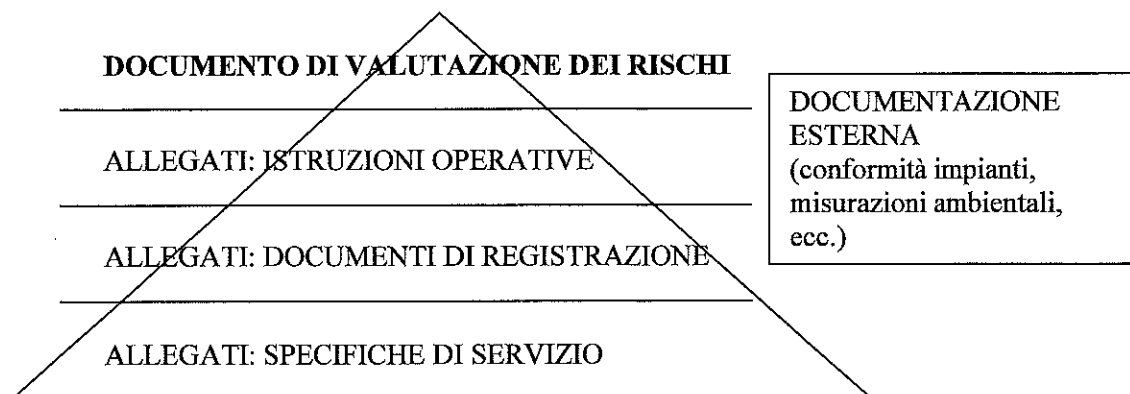 DOCUMENTO DI VALUTAZIONE DEI RISCHI
ALLEGATI: ISTRUZIONI OPERATIVE
ALLEGATI: DOCUMENTI DI REGISTRAZIONE
ALLEGATI: SPECIFICHE DI SERVIZIO
DOCUMENTAZIONE
ESTERNA
(conformità impianti,
misurazioni ambientali,
ecc.)